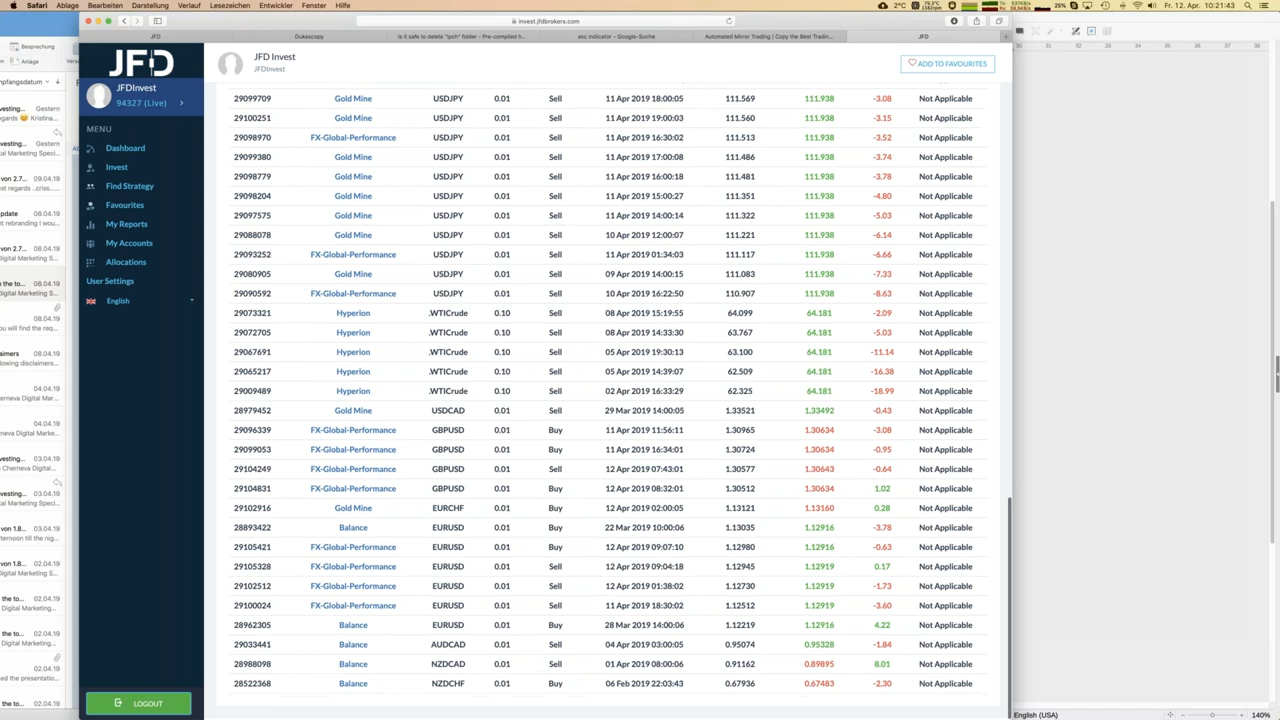 Safari Ablage Bearbeiten Darstellung Verlauf Lesezeichen Entwickler Fenster Hilfe
2°C 25% Fr. 12. Apr. 10:21:43
invest.jfdbrokers.com
JFD Dukascopy Is it safe to delete "ipch" folder - Pre-compiled h... asc indicator - Google-Suche Automated Mirror Trading | Copy the Best Tradin... JFD
JFD
JFDInvest
94327 (Live)
MENU
Dashboard
Invest
Find Strategy
Favourites
My Reports
My Accounts
Allocations
User Settings
English
LOGOUT
JFD Invest
JFDInvest
ADD TO FAVOURITES
29099709 Gold Mine USDJPY 0.01 Sell 11 Apr 2019 18:00:05 111.569 111.938 -3.08 Not Applicable
29100251 Gold Mine USDJPY 0.01 Sell 11 Apr 2019 19:00:03 111.560 111.938 -3.15 Not Applicable
29098970 FX-Global-Performance USDJPY 0.01 Sell 11 Apr 2019 16:30:02 111.513 111.938 -3.52 Not Applicable
29099380 Gold Mine USDJPY 0.01 Sell 11 Apr 2019 17:00:08 111.486 111.938 -3.74 Not Applicable
29098779 Gold Mine USDJPY 0.01 Sell 11 Apr 2019 16:00:18 111.481 111.938 -3.78 Not Applicable
29098204 Gold Mine USDJPY 0.01 Sell 11 Apr 2019 15:00:27 111.351 111.938 -4.80 Not Applicable
29097575 Gold Mine USDJPY 0.01 Sell 11 Apr 2019 14:00:14 111.322 111.938 -5.03 Not Applicable
29088078 Gold Mine USDJPY 0.01 Sell 10 Apr 2019 12:00:07 111.221 111.938 -6.14 Not Applicable
29093252 FX-Global-Performance USDJPY 0.01 Sell 11 Apr 2019 01:34:03 111.117 111.938 -6.66 Not Applicable
29080905 Gold Mine USDJPY 0.01 Sell 09 Apr 2019 14:00:15 111.083 111.938 -7.33 Not Applicable
29090592 FX-Global-Performance USDJPY 0.01 Sell 10 Apr 2019 16:22:50 110.907 111.938 -8.63 Not Applicable
29073321 Hyperion .WTICrude 0.10 Sell 08 Apr 2019 15:19:55 64.099 64.181 -2.09 Not Applicable
29072705 Hyperion .WTICrude 0.10 Sell 08 Apr 2019 14:33:30 63.767 64.181 -5.03 Not Applicable
29067691 Hyperion .WTICrude 0.10 Sell 05 Apr 2019 19:30:13 63.100 64.181 -11.14 Not Applicable
29065217 Hyperion .WTICrude 0.10 Sell 05 Apr 2019 14:39:07 62.509 64.181 -16.38 Not Applicable
29009489 Hyperion .WTICrude 0.10 Sell 02 Apr 2019 16:33:29 62.325 64.181 -18.99 Not Applicable
28979452 Gold Mine USDCAD 0.01 Sell 29 Mar 2019 14:00:05 1.33521 1.33492 -0.43 Not Applicable
29096339 FX-Global-Performance GBPUSD 0.01 Buy 11 Apr 2019 11:56:11 1.30965 1.30634 -3.08 Not Applicable
29099053 FX-Global-Performance GBPUSD 0.01 Buy 11 Apr 2019 16:34:01 1.30724 1.30634 -0.95 Not Applicable
29104249 FX-Global-Performance GBPUSD 0.01 Sell 12 Apr 2019 07:43:01 1.30577 1.30643 -0.64 Not Applicable
29104831 FX-Global-Performance GBPUSD 0.01 Buy 12 Apr 2019 08:32:01 1.30512 1.30634 1.02 Not Applicable
29102916 Gold Mine EURCHF 0.01 Buy 12 Apr 2019 02:00:05 1.13121 1.13160 0.28 Not Applicable
28893422 Balance EURUSD 0.01 Buy 22 Mar 2019 10:00:06 1.13035 1.12916 -3.78 Not Applicable
29105421 FX-Global-Performance EURUSD 0.01 Buy 12 Apr 2019 09:07:10 1.12980 1.12916 -0.63 Not Applicable
29105328 FX-Global-Performance EURUSD 0.01 Sell 12 Apr 2019 09:04:18 1.12945 1.12919 0.17 Not Applicable
29102512 FX-Global-Performance EURUSD 0.01 Sell 12 Apr 2019 01:38:02 1.12730 1.12919 -1.73 Not Applicable
29100024 FX-Global-Performance EURUSD 0.01 Sell 11 Apr 2019 18:30:02 1.12512 1.12919 -3.60 Not Applicable
28962305 Balance EURUSD 0.01 Buy 28 Mar 2019 14:00:06 1.12219 1.12916 4.22 Not Applicable
29033441 Balance AUDCAD 0.01 Sell 04 Apr 2019 03:00:05 0.95074 0.95328 -1.84 Not Applicable
28988098 Balance NZDCAD 0.01 Sell 01 Apr 2019 08:00:06 0.91162 0.89895 8.01 Not Applicable
28522368 Balance NZDCHF 0.01 Buy 06 Feb 2019 22:03:43 0.67936 0.67483 -2.30 Not Applicable
English (USA) 140%